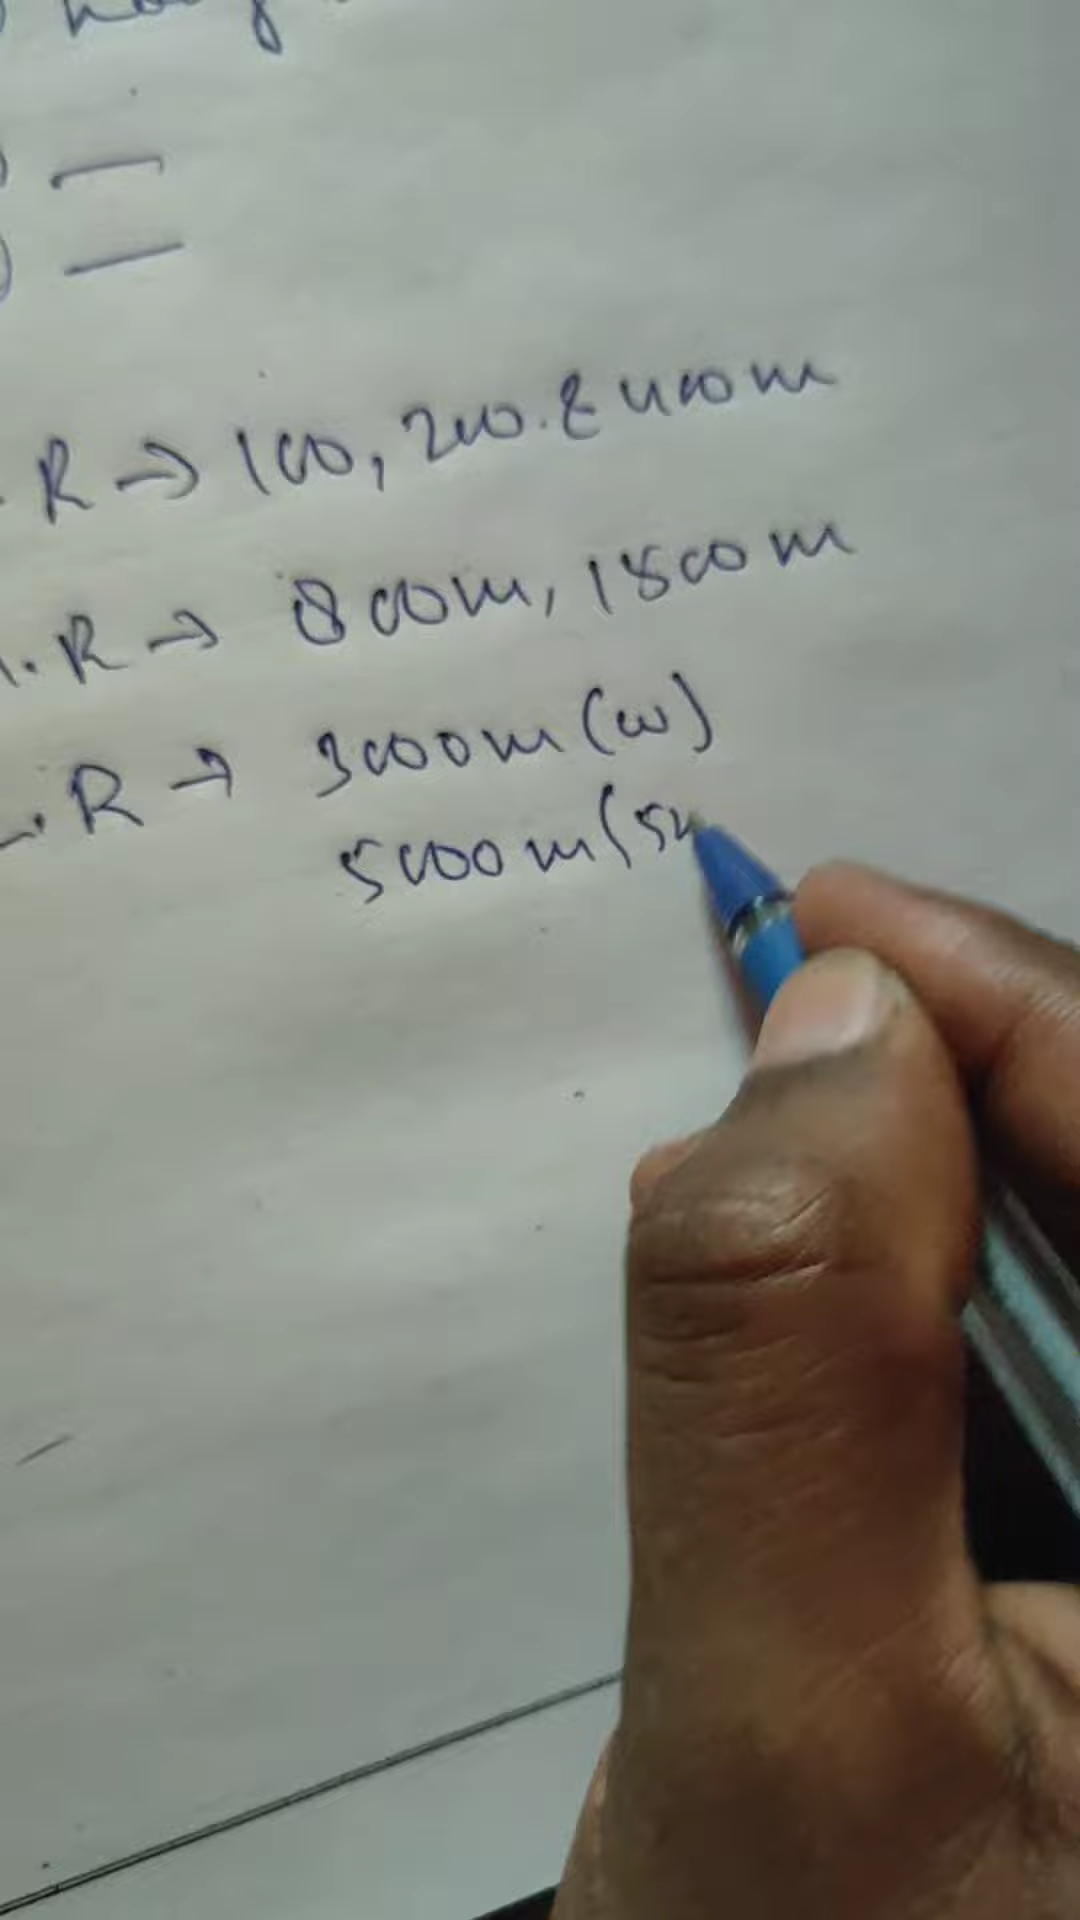 R → 100, 200. & 400m
.R → 800m, 1500m
.R → 3000m (w)
5000m (